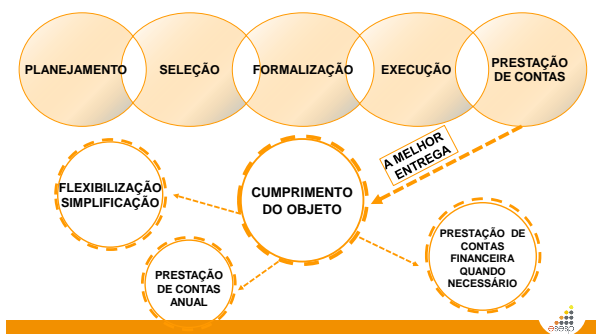 PLANEJAMENTO
SELEÇÃO
FORMALIZAÇÃO
EXECUÇÃO
PRESTAÇÃO
DE CONTAS
A MELHOR
ENTREGA
FLEXIBILIZAÇÃO
SIMPLIFICAÇÃO
CUMPRIMENTO
DO OBJETO
PRESTAÇÃO DE
CONTAS
FINANCEIRA
QUANDO
NECESSÁRIO
PRESTAÇÃO
DE CONTAS
ANUAL
esesp